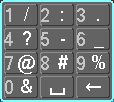 1 / 2 : 3 .
4 ? 5 - 6 _
7 @ 8 # 9 %
0 & ␣ ←